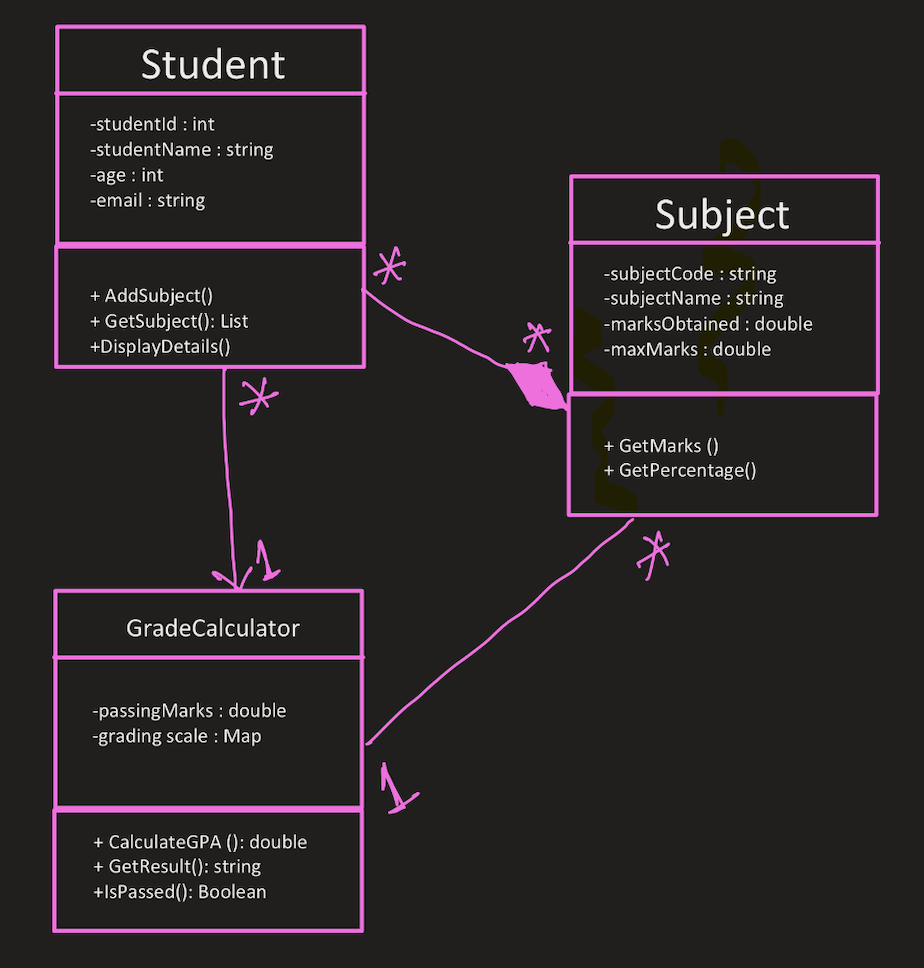 Student
-studentId : int
-studentName : string
-age : int
-email : string
+ AddSubject()
+ GetSubject(): List
+DisplayDetails()
*
*
Subject
-subjectCode : string
-subjectName : string
-marksObtained : double
-maxMarks : double
+ GetMarks ()
+ GetPercentage()
*
1
*
1
GradeCalculator
-passingMarks : double
-grading scale : Map
+ CalculateGPA (): double
+ GetResult(): string
+IsPassed(): Boolean